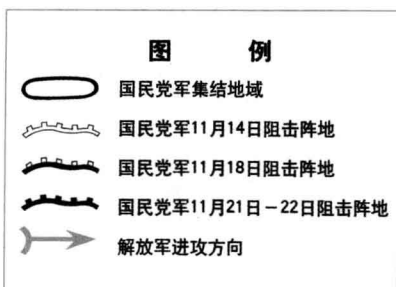 图 例
国民党军集结地域
国民党军11月14日阻击阵地
国民党军11月18日阻击阵地
国民党军11月21日－22日阻击阵地
解放军进攻方向